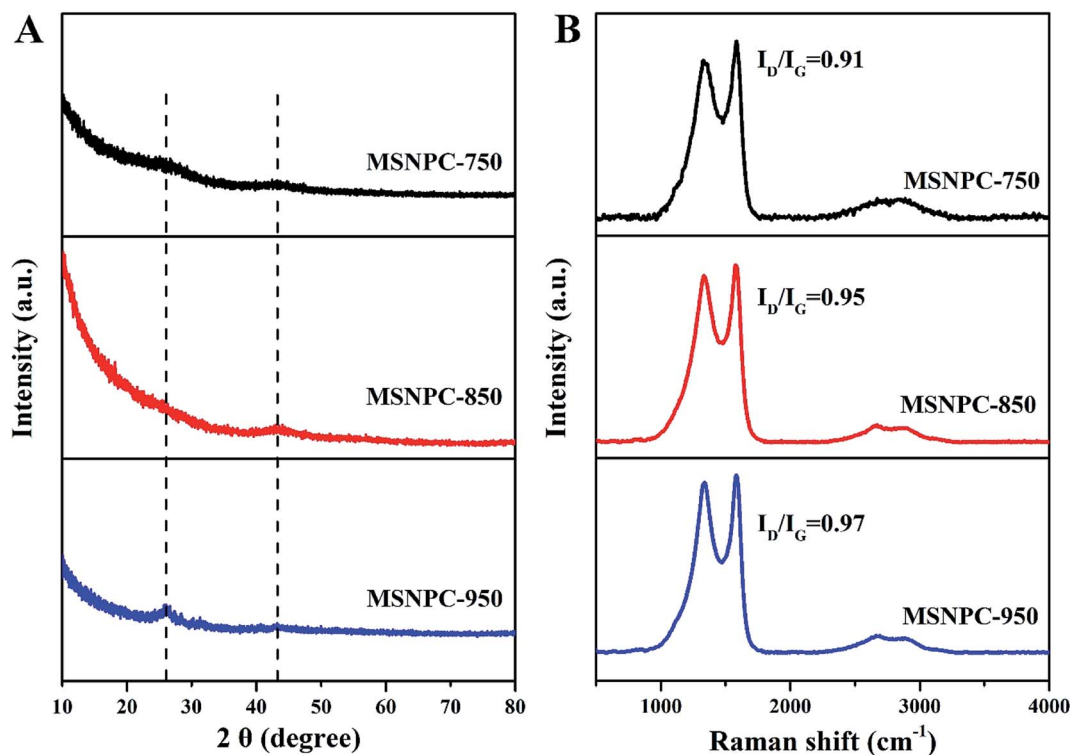 A
MSNPC-750
MSNPC-850
MSNPC-950
Intensity (a.u.)
10 20 30 40 50 60 70 80
2 θ (degree)
B
I_D/I_G=0.91
MSNPC-750
I_D/I_G=0.95
MSNPC-850
I_D/I_G=0.97
MSNPC-950
Intensity (a.u.)
1000 2000 3000 4000
Raman shift (cm⁻¹)